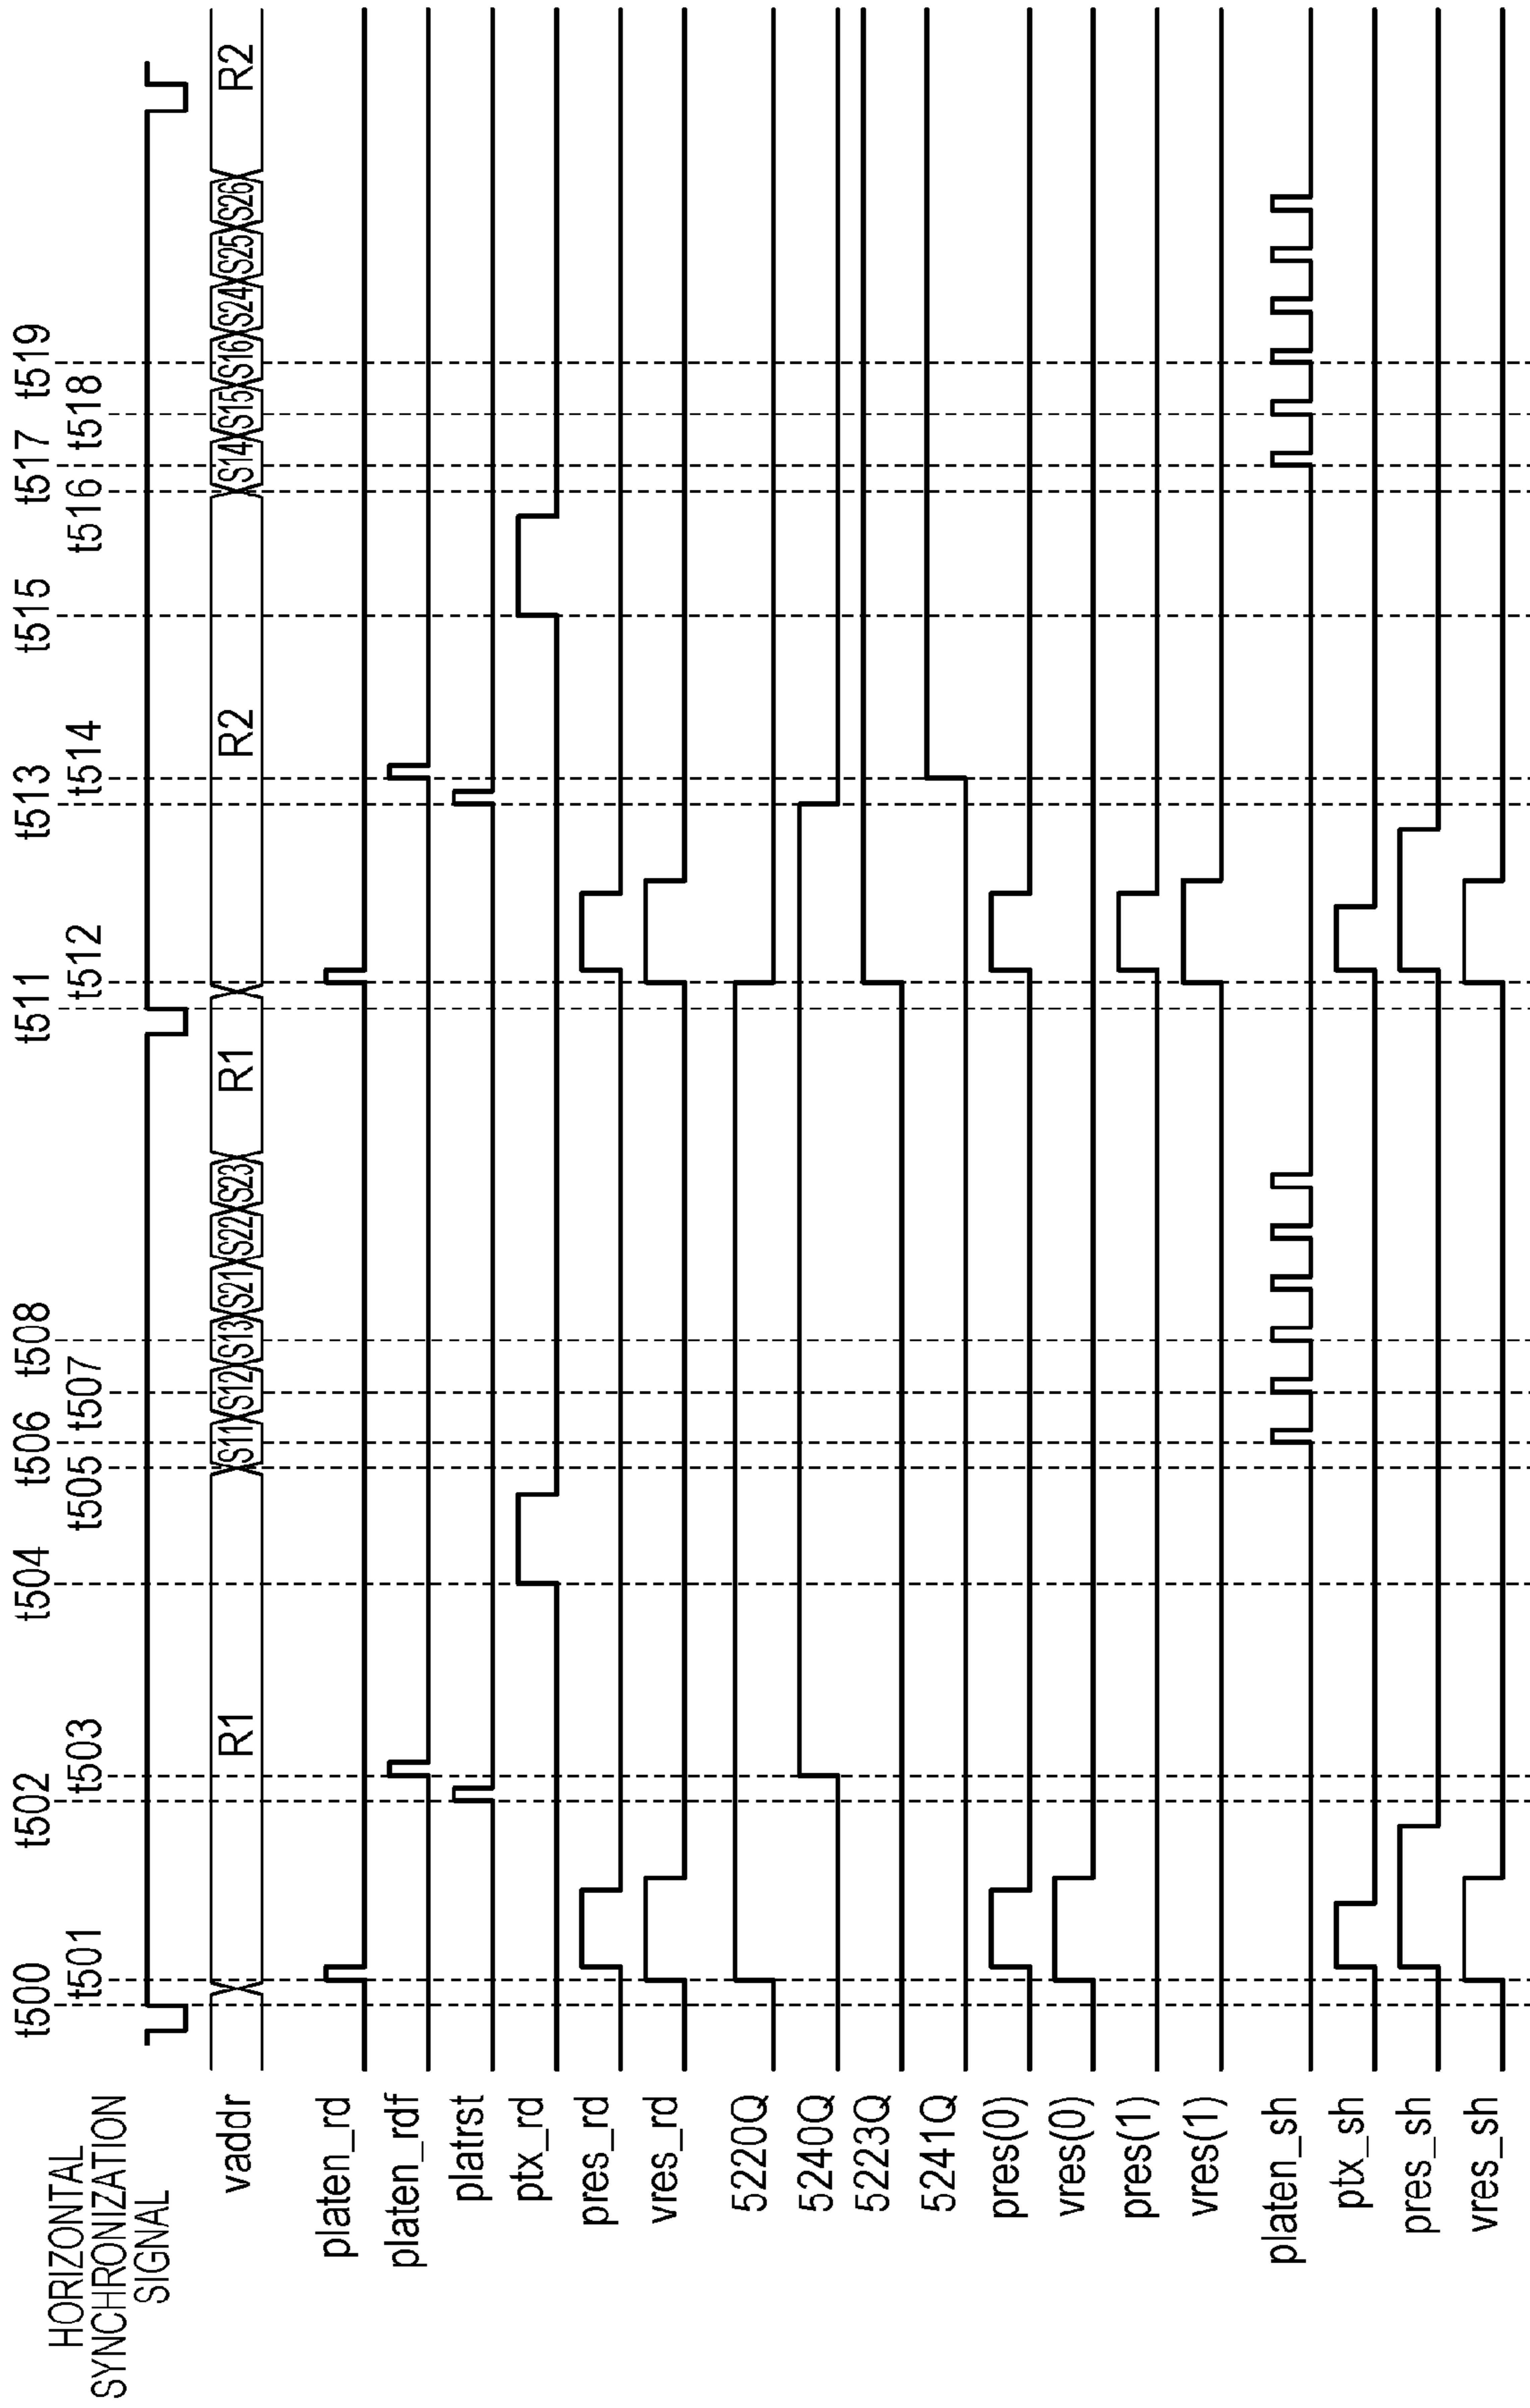 t500
t501
t502
t503
t504
t505
t506
t507
t508
t511
t512
t513
t514
t515
t516
t517
t518
t519
HORIZONTAL
SYNCHRONIZATION
SIGNAL
vaddr
R1
S11
S12
S13
S21
S22
S23
R1
R2
S14
S15
S16
S24
S25
S26
R2
platen_rd
platen_rdf
platrst
ptx_rd
pres_rd
vres_rd
5220Q
5240Q
5223Q
5241Q
pres(0)
vres(0)
pres(1)
vres(1)
platen_sh
ptx_sh
pres_sh
vres_sh